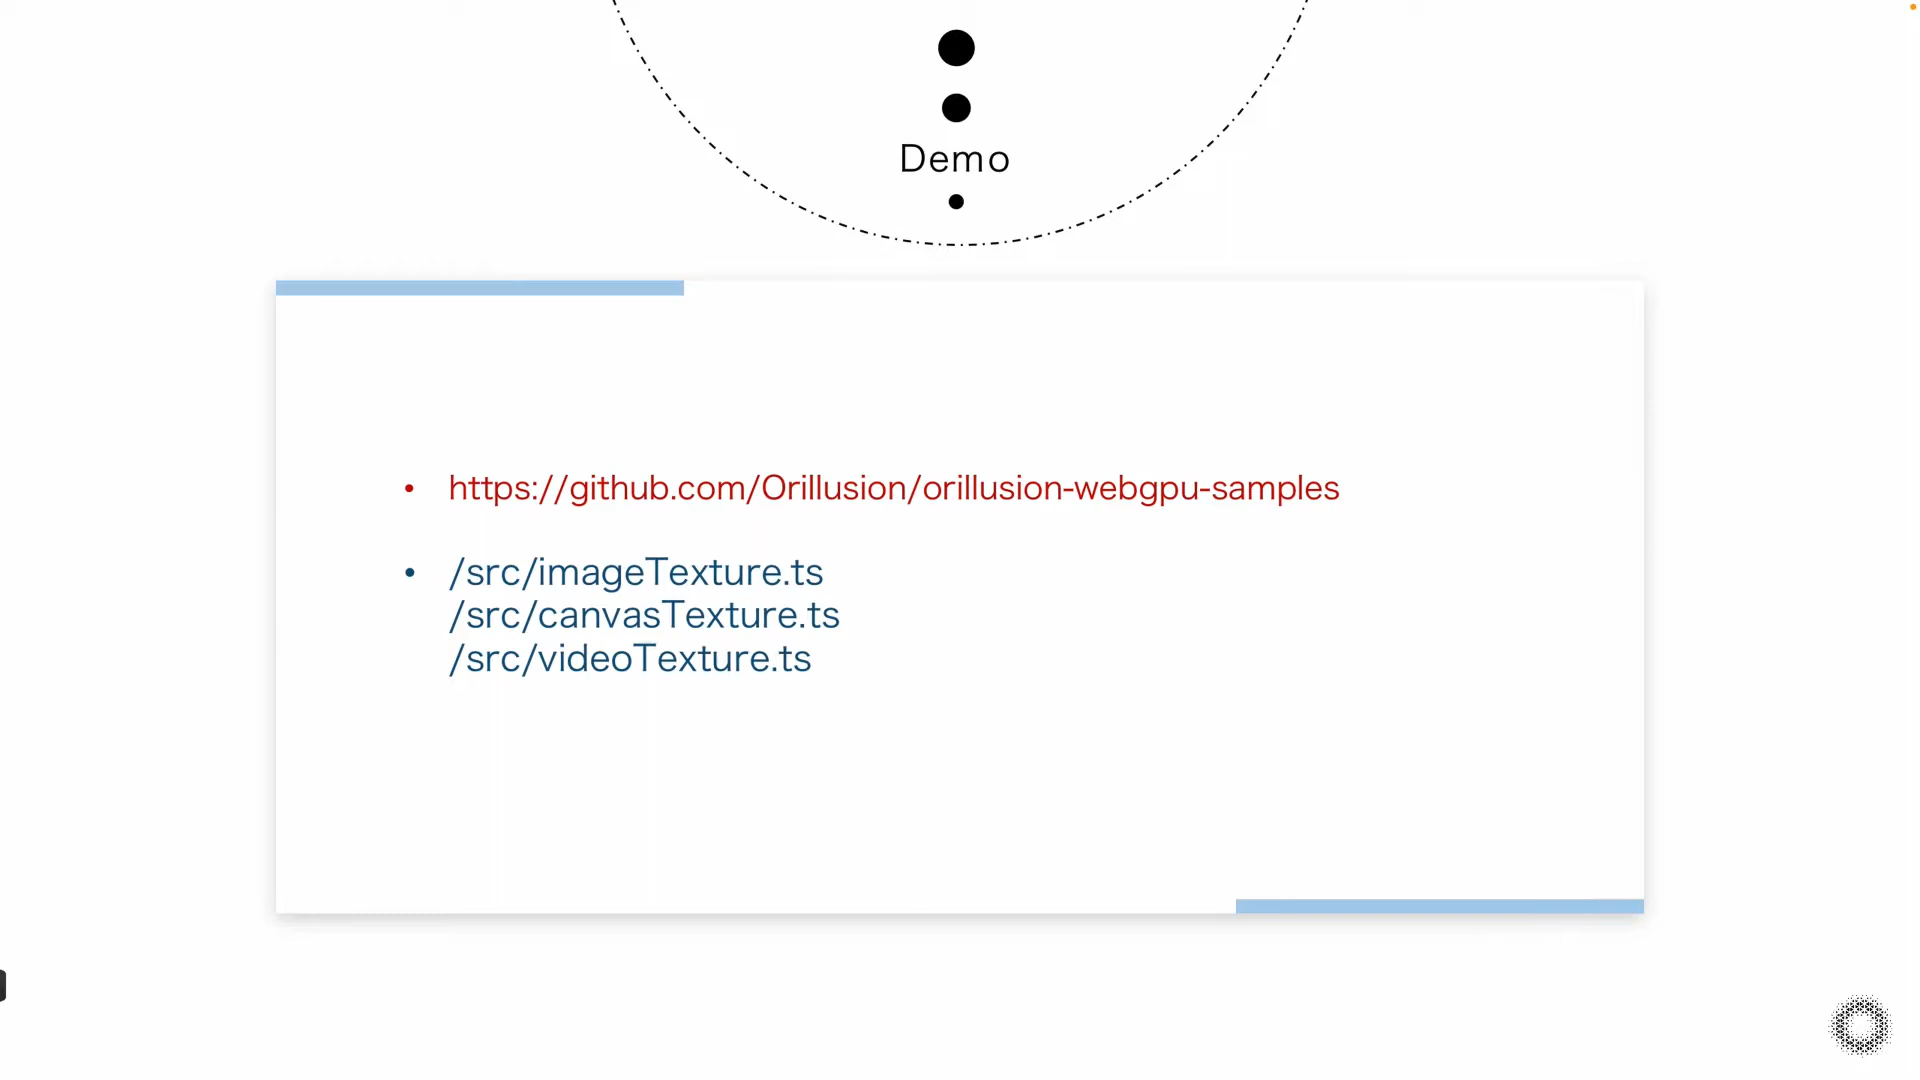 Demo
• https://github.com/Orillusion/orillusion-webgpu-samples
• /src/imageTexture.ts
/src/canvasTexture.ts
/src/videoTexture.ts